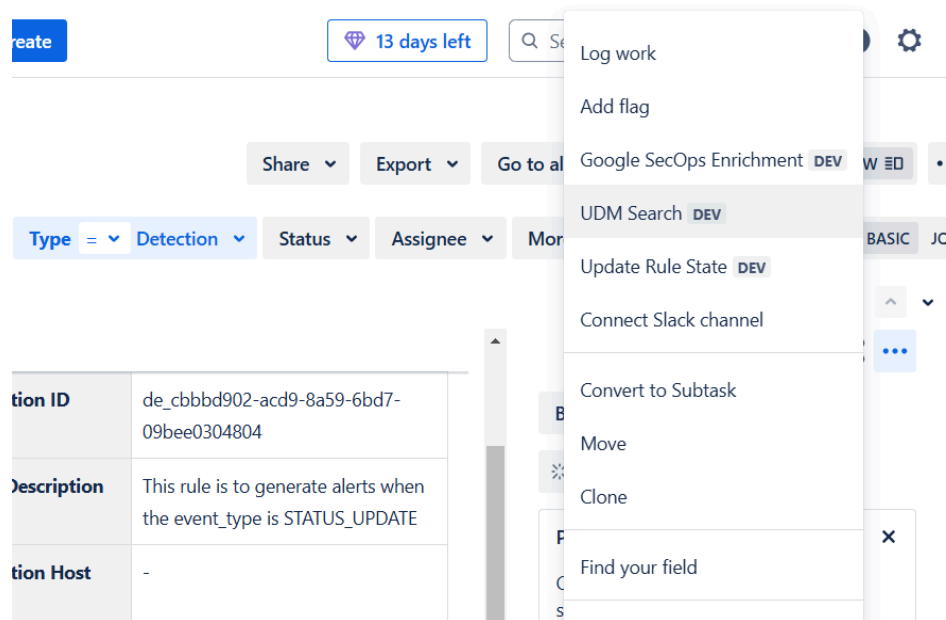 reate
13 days left
Se
Log work
Add flag
Google SecOps Enrichment DEV
UDM Search DEV
Update Rule State DEV
Connect Slack channel
Convert to Subtask
Move
Clone
Find your field
Share
Export
Go to al
W
Type = Detection
Status
Assignee
Mor
BASIC
JQ
tion ID
de_cbbbd902-acd9-8a59-6bd7-
09bee0304804
Description
This rule is to generate alerts when
the event_type is STATUS_UPDATE
tion Host
-